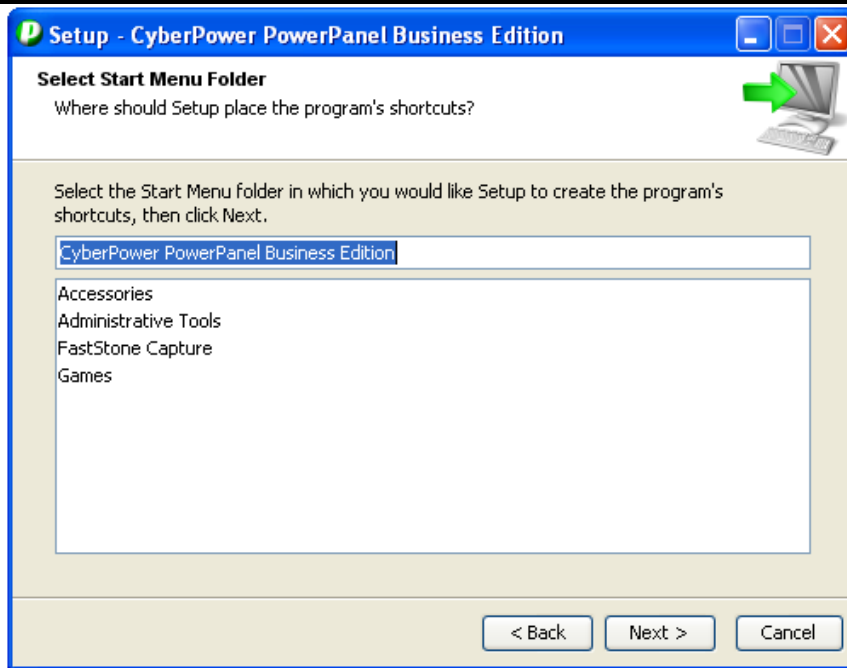 Setup - CyberPower PowerPanel Business Edition
Select Start Menu Folder
Where should Setup place the program's shortcuts?
Select the Start Menu folder in which you would like Setup to create the program's
shortcuts, then click Next.
CyberPower PowerPanel Business Edition
Accessories
Administrative Tools
FastStone Capture
Games
< Back
Next >
Cancel